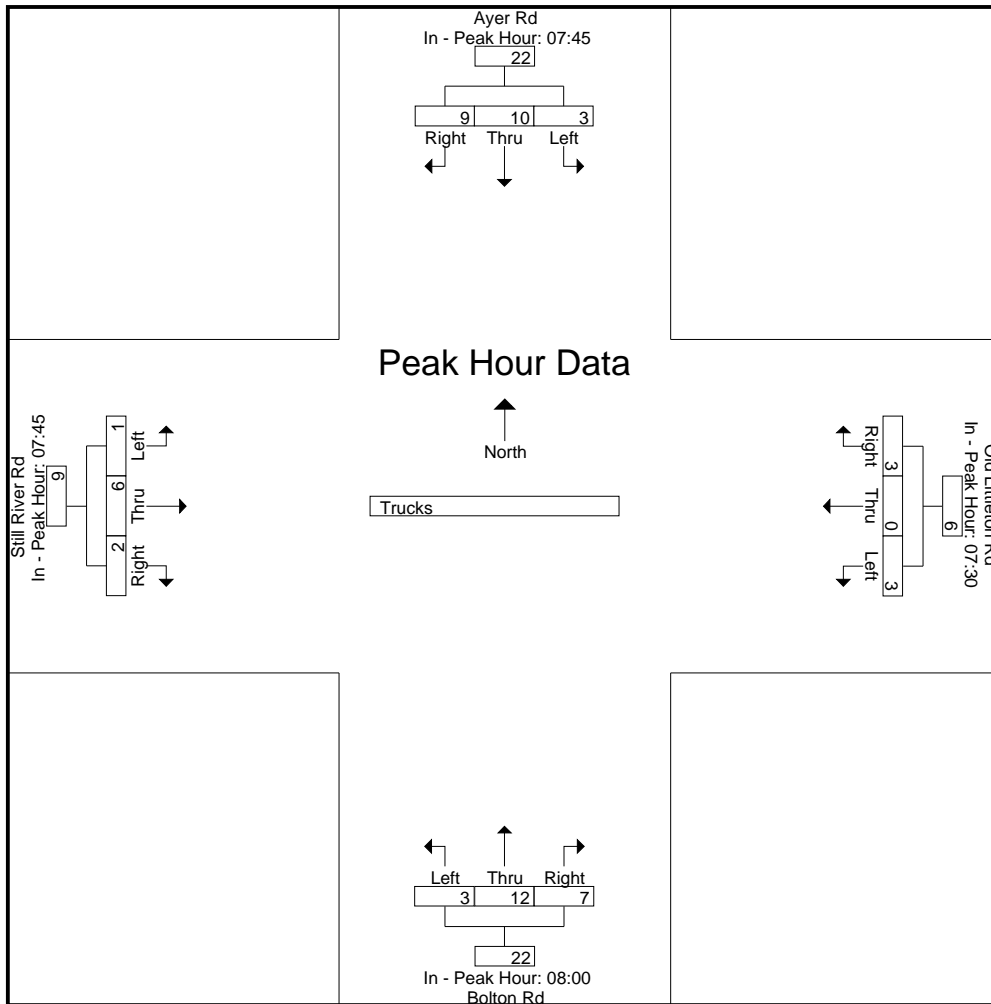 Ayer Rd
In - Peak Hour: 07:45
22
9 10 3
Right Thru Left
Peak Hour Data
North
Trucks
Still River Rd
In - Peak Hour: 07:45
9
1 6 2
Left Thru Right
Old Littleton Rd
In - Peak Hour: 07:30
6
Right Thru Left
3 0 3
Left Thru Right
3 12 7
22
In - Peak Hour: 08:00
Bolton Rd